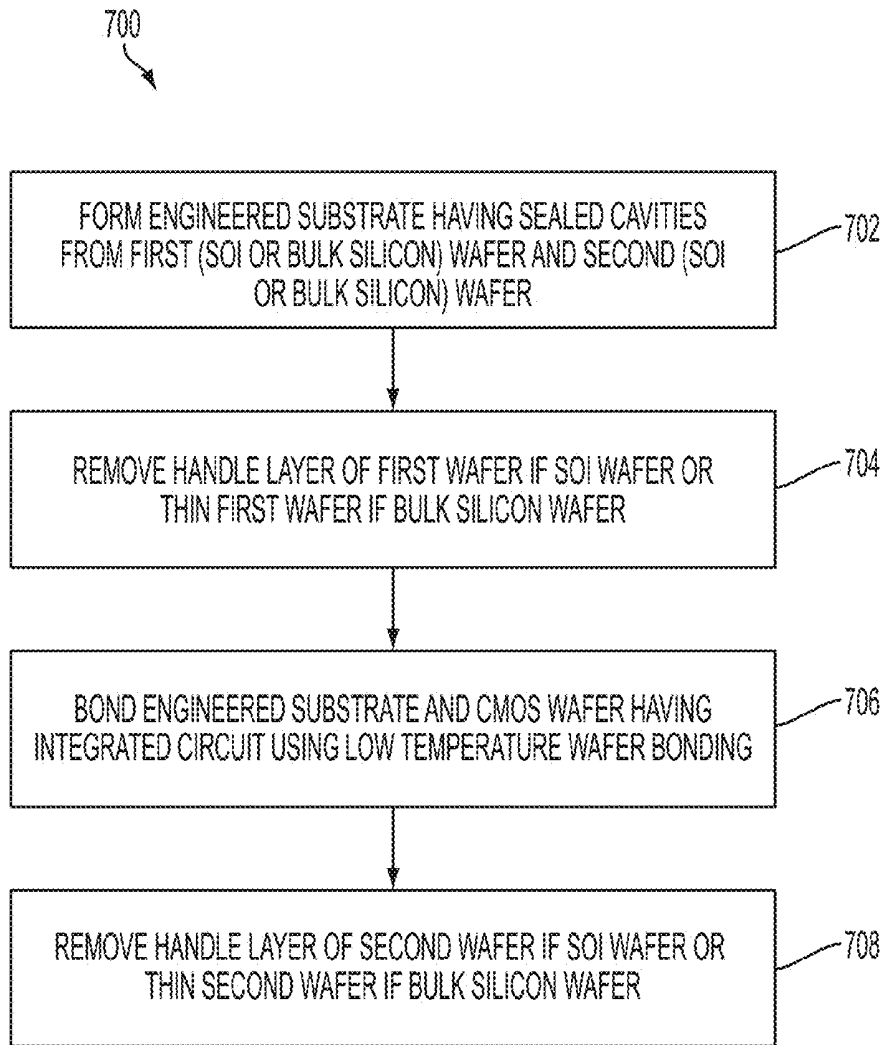 700
FORM ENGINEERED SUBSTRATE HAVING SEALED CAVITIES
FROM FIRST (SOI OR BULK SILICON) WAFER AND SECOND (SOI
OR BULK SILICON) WAFER
702
REMOVE HANDLE LAYER OF FIRST WAFER IF SOI WAFER OR
THIN FIRST WAFER IF BULK SILICON WAFER
704
BOND ENGINEERED SUBSTRATE AND CMOS WAFER HAVING
INTEGRATED CIRCUIT USING LOW TEMPERATURE WAFER BONDING
706
REMOVE HANDLE LAYER OF SECOND WAFER IF SOI WAFER OR
THIN SECOND WAFER IF BULK SILICON WAFER
708